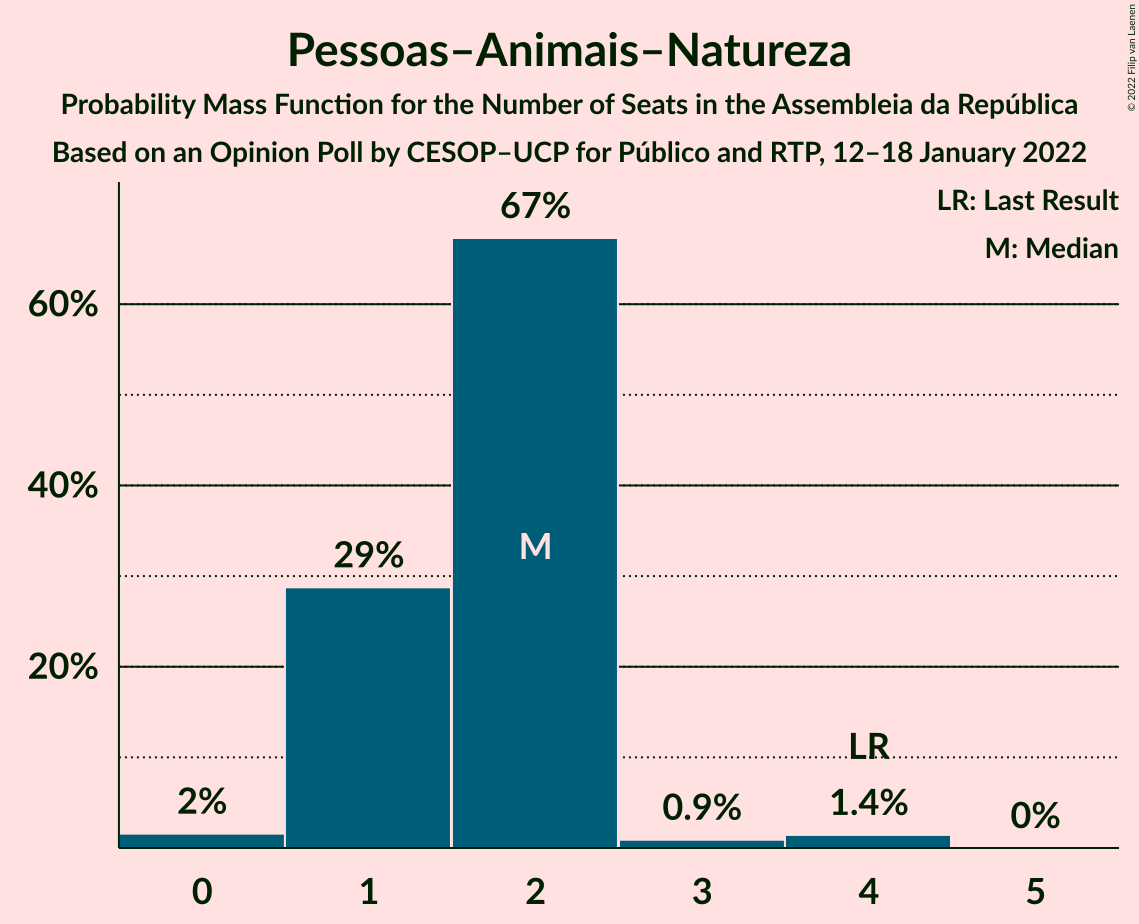 Pessoas–Animais–Natureza
Probability Mass Function for the Number of Seats in the Assembleia da República
Based on an Opinion Poll by CESOP–UCP for Público and RTP, 12–18 January 2022
© 2022 Filip van Laenen
LR: Last Result
M: Median
67%
60%
40%
29%
M
20%
LR
2%
0.9%
1.4%
0%
0 1 2 3 4 5